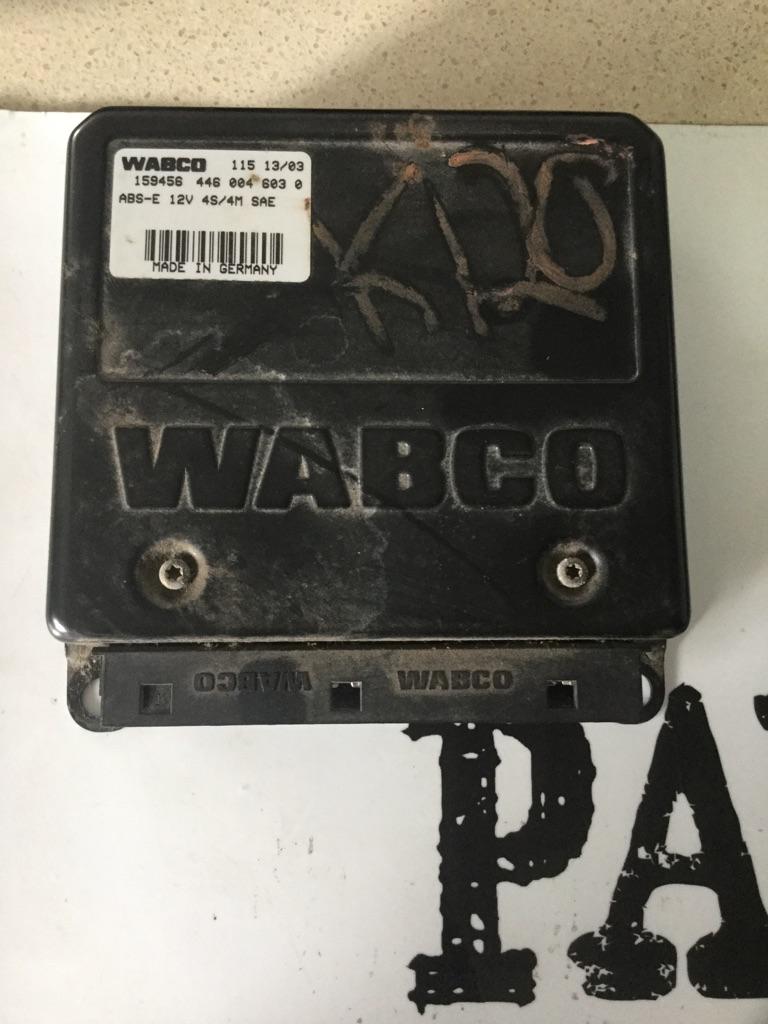 WABCO 115 13/03
159456 446 004 603 0
ABS-E 12V 4S/4M SAE
MADE IN GERMANY
WABCO
WABCO WABCO
PA